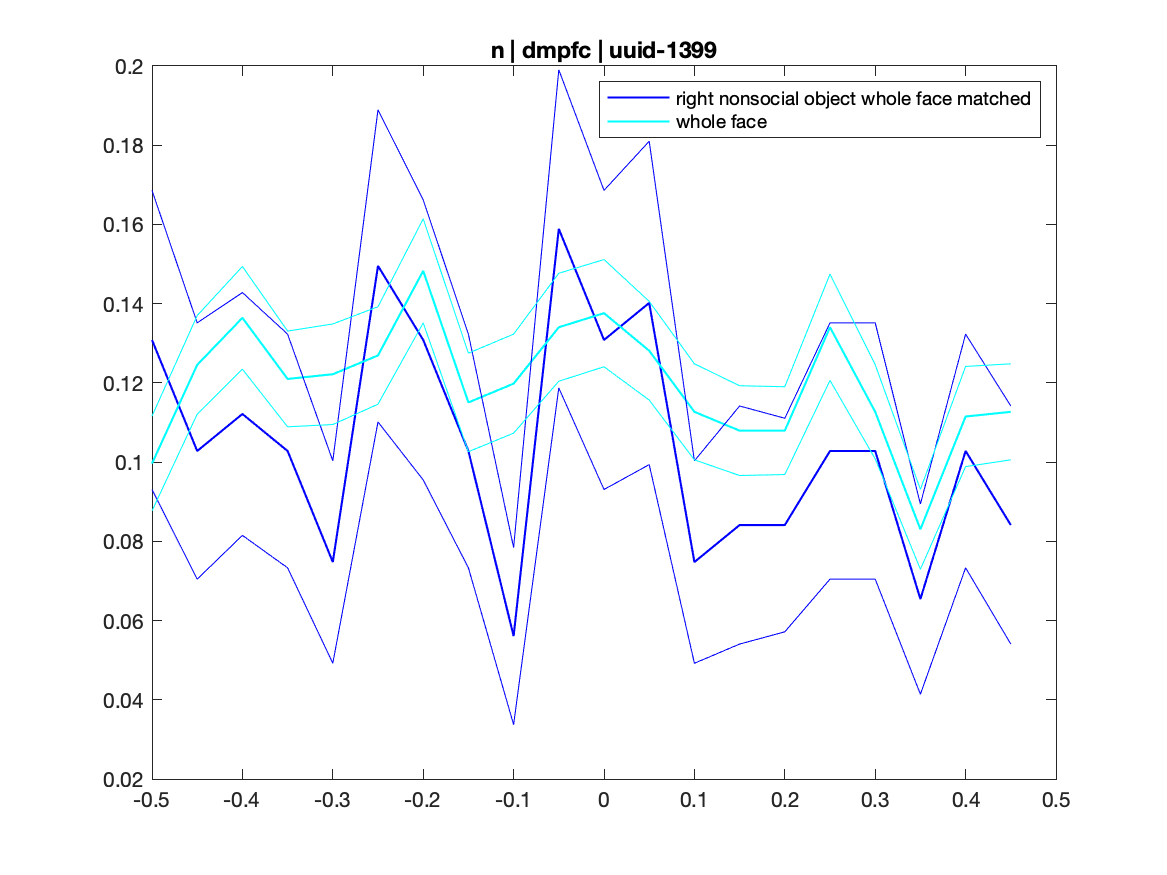 n | dmpfc | uuid-1399
right nonsocial object whole face matched
whole face
0.2
0.18
0.16
0.14
0.12
0.1
0.08
0.06
0.04
0.02
-0.5 -0.4 -0.3 -0.2 -0.1 0 0.1 0.2 0.3 0.4 0.5